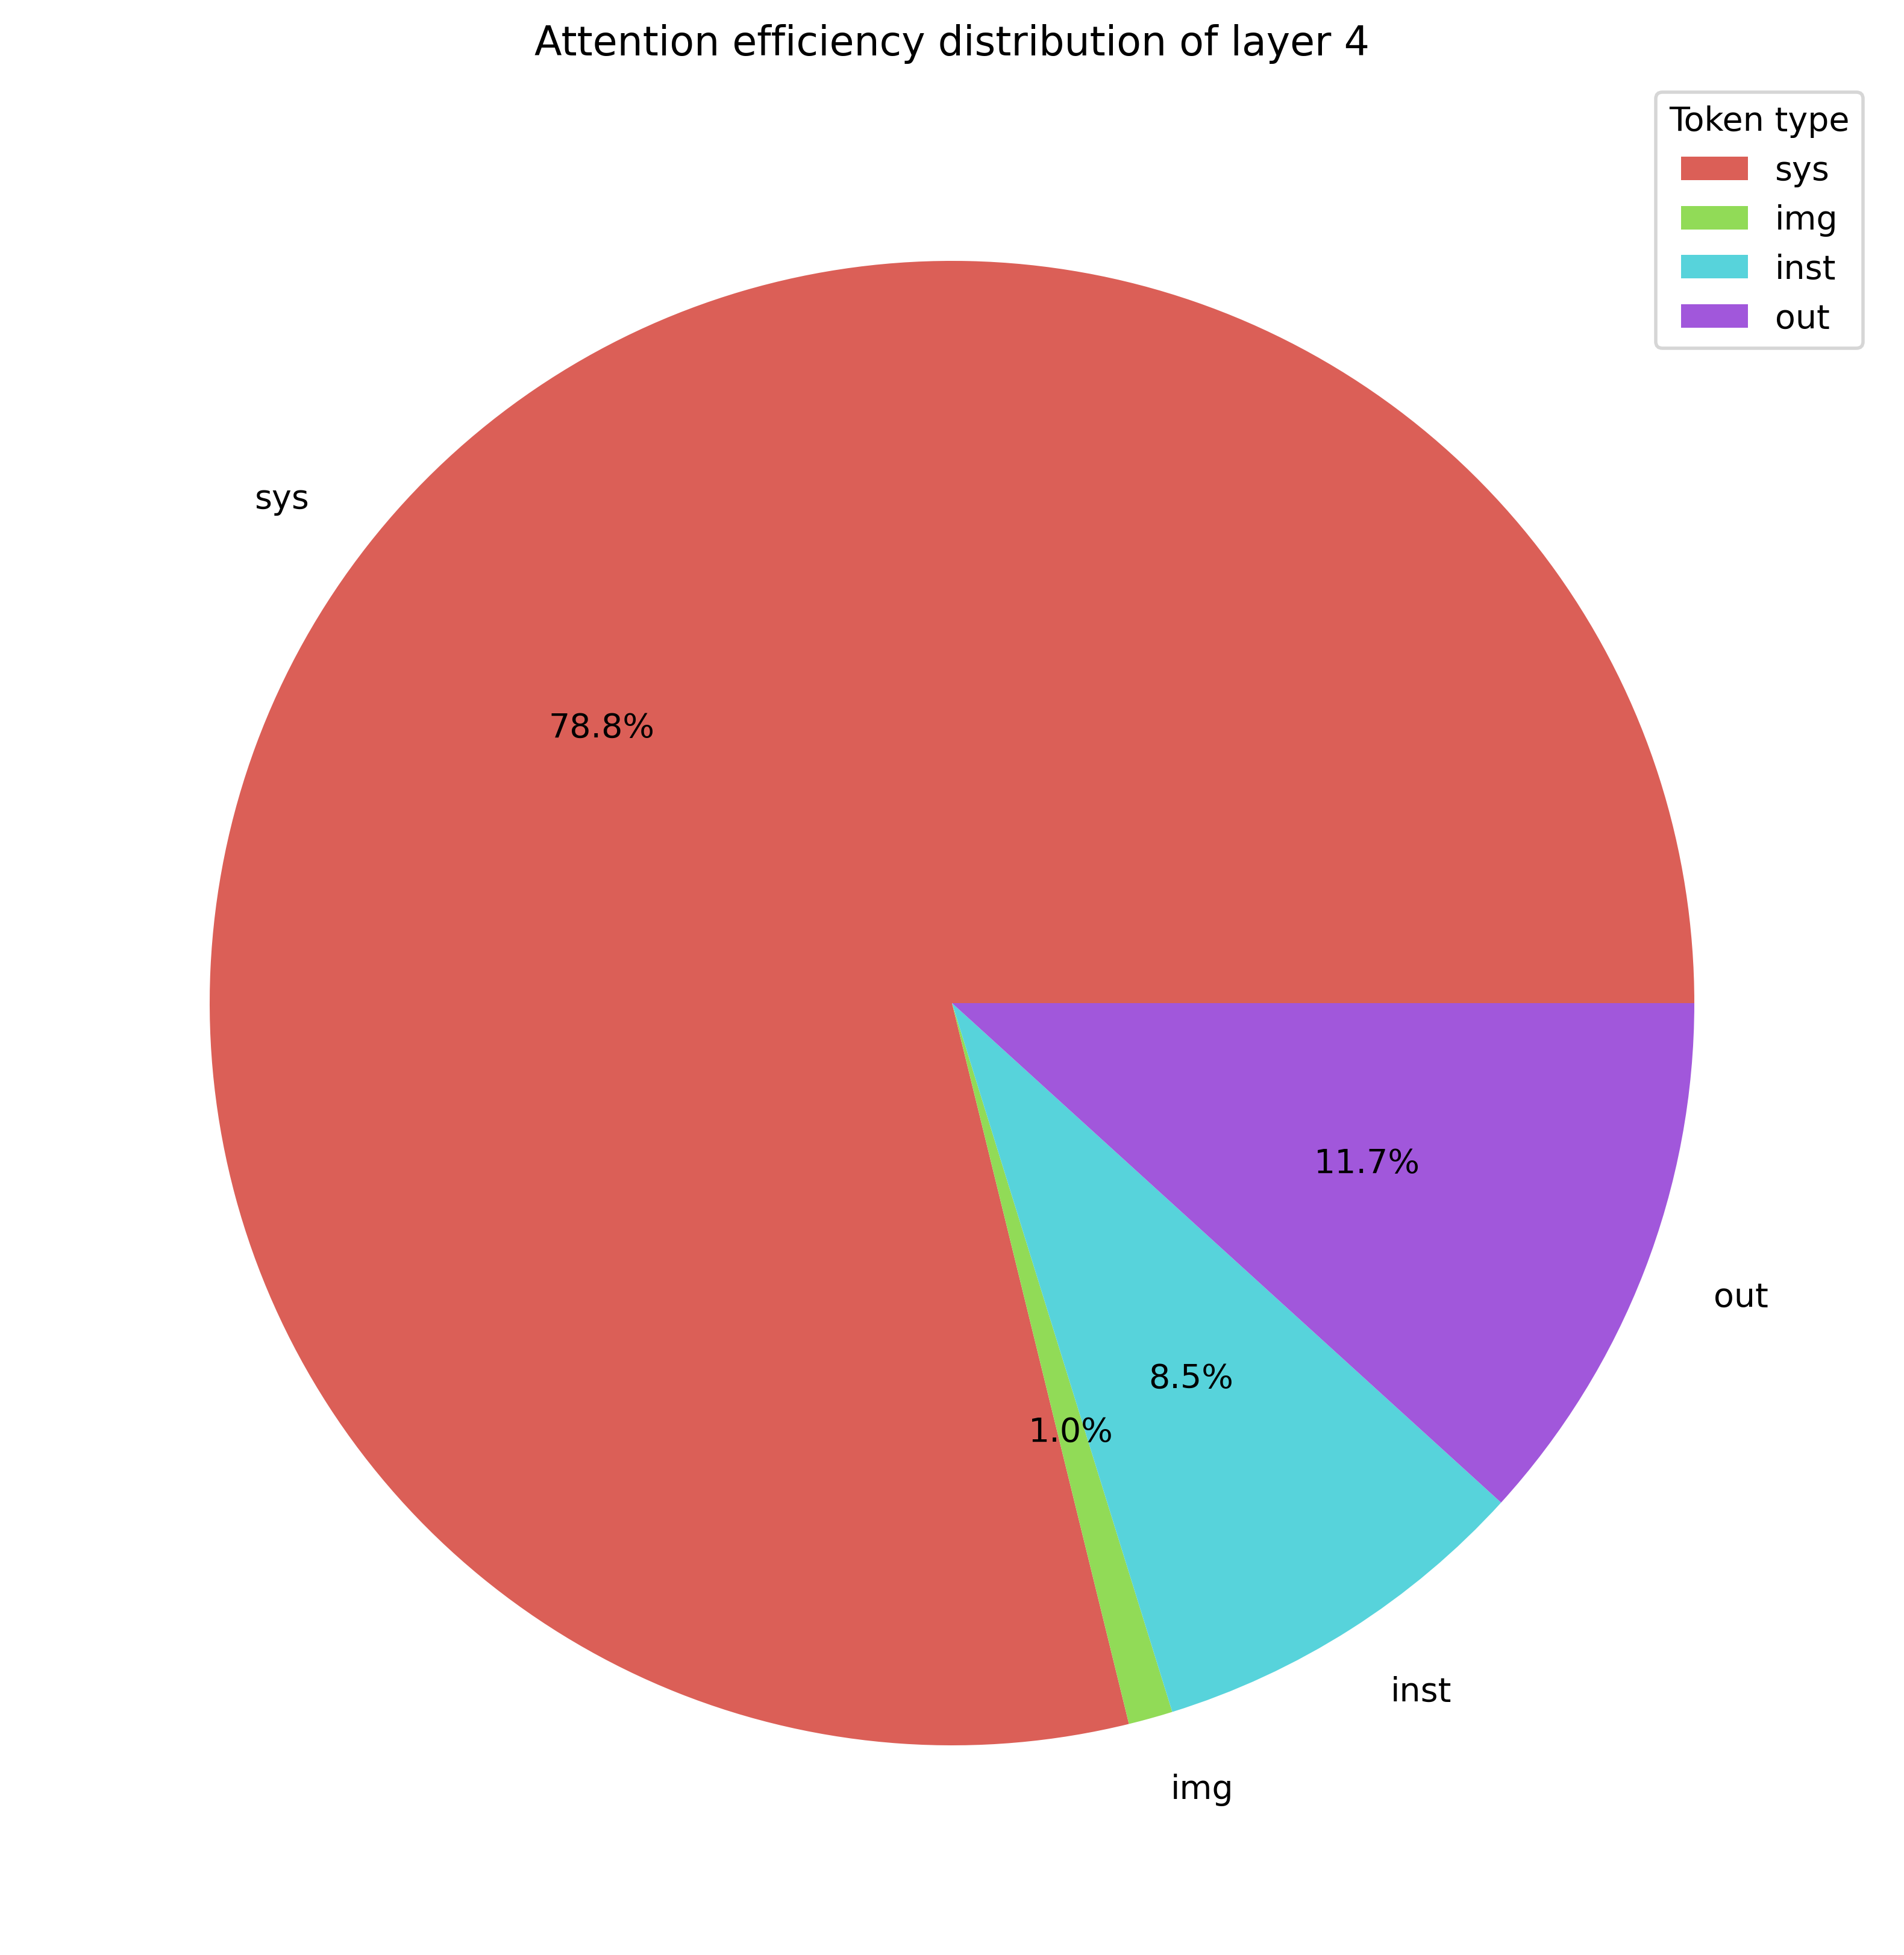 Attention efficiency distribution of layer 4
Token type
sys
img
inst
out
sys
78.8%
11.7%
out
8.5%
1.0%
inst
img